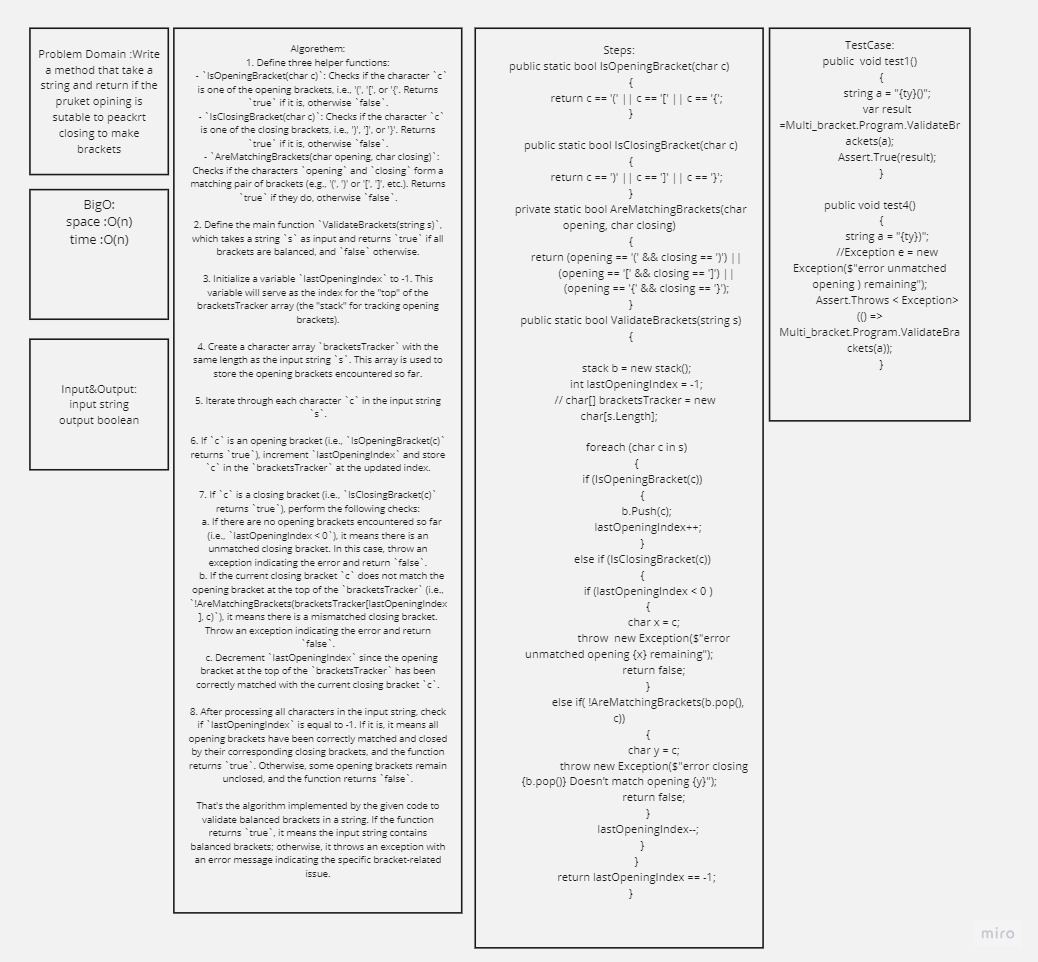 Problem Domain :Write
a method that take a
string and return if the
pruket opining is
sutable to peackrt
closing to make
brackets
BigO:
space :O(n)
time :O(n)
Input&Output:
input string
output boolean
Algorethem:
1. Define three helper functions:
- `IsOpeningBracket(char c)`: Checks if the character `c`
is one of the opening brackets, i.e., '(', '[', or '{'. Returns
`true` if it is, otherwise `false`.
- `IsClosingBracket(char c)`: Checks if the character `c`
is one of the closing brackets, i.e., ')', ']', or '}'. Returns
`true` if it is, otherwise `false`.
- `AreMatchingBrackets(char opening, char closing)`:
Checks if the characters `opening` and `closing` form a
matching pair of brackets (e.g., '(', ')' or '[', ']', etc.). Returns
`true` if they do, otherwise `false`.
2. Define the main function `ValidateBrackets(string s)`,
which takes a string `s` as input and returns `true` if all
brackets are balanced, and `false` otherwise.
3. Initialize a variable `lastOpeningIndex` to -1. This
variable will serve as the index for the "top" of the
bracketsTracker array (the "stack" for tracking opening
brackets).
4. Create a character array `bracketsTracker` with the
same length as the input string `s`. This array is used to
store the opening brackets encountered so far.
5. Iterate through each character `c` in the input string
`s`.
6. If `c` is an opening bracket (i.e., `IsOpeningBracket(c)`
returns `true`), increment `lastOpeningIndex` and store
`c` in the `bracketsTracker` at the updated index.
7. If `c` is a closing bracket (i.e., `IsClosingBracket(c)`
returns `true`), perform the following checks:
a. If there are no opening brackets encountered so far
(i.e., `lastOpeningIndex < 0`), it means there is an
unmatched closing bracket. In this case, throw an
exception indicating the error and return `false`.
b. If the current closing bracket `c` does not match the
opening bracket at the top of the `bracketsTracker` (i.e.,
`!AreMatchingBrackets(bracketsTracker[lastOpeningIndex
], c)`), it means there is a mismatched closing bracket.
Throw an exception indicating the error and return
`false`.
c. Decrement `lastOpeningIndex` since the opening
bracket at the top of the `bracketsTracker` has been
correctly matched with the current closing bracket `c`.
8. After processing all characters in the input string, check
if `lastOpeningIndex` is equal to -1. If it is, it means all
opening brackets have been correctly matched and closed
by their corresponding closing brackets, and the function
returns `true`. Otherwise, some opening brackets remain
unclosed, and the function returns `false`.
That's the algorithm implemented by the given code to
validate balanced brackets in a string. If the function
returns `true`, it means the input string contains
balanced brackets; otherwise, it throws an exception with
an error message indicating the specific bracket-related
issue.
Steps:
public static bool IsOpeningBracket(char c)
{
return c == '(' || c == '[' || c == '{';
}
public static bool IsClosingBracket(char c)
{
return c == ')' || c == ']' || c == '}';
}
private static bool AreMatchingBrackets(char
opening, char closing)
{
return (opening == '(' && closing == ')') ||
(opening == '[' && closing == ']') ||
(opening == '{' && closing == '}');
}
public static bool ValidateBrackets(string s)
{
stack b = new stack();
int lastOpeningIndex = -1;
// char[] bracketsTracker = new
char[s.Length];
foreach (char c in s)
{
if (IsOpeningBracket(c))
{
b.Push(c);
lastOpeningIndex++;
}
else if (IsClosingBracket(c))
{
if (lastOpeningIndex < 0 )
{
char x = c;
throw  new Exception($"error
unmatched opening {x} remaining");
return false;
}
else if( !AreMatchingBrackets(b.pop(),
c))
{
char y = c;
throw new Exception($"error closing
{b.pop()} Doesn't match opening {y}");
return false;
}
lastOpeningIndex--;
}
}
return lastOpeningIndex == -1;
}
TestCase:
public  void test1()
{
string a = "{ty}()";
var result
=Multi_bracket.Program.ValidateBr
ackets(a);
Assert.True(result);
}
public void test4()
{
string a = "{ty})";
//Exception e = new
Exception($"error unmatched
opening ) remaining");
Assert.Throws < Exception>
(() =>
Multi_bracket.Program.ValidateBra
ckets(a));
}
miro